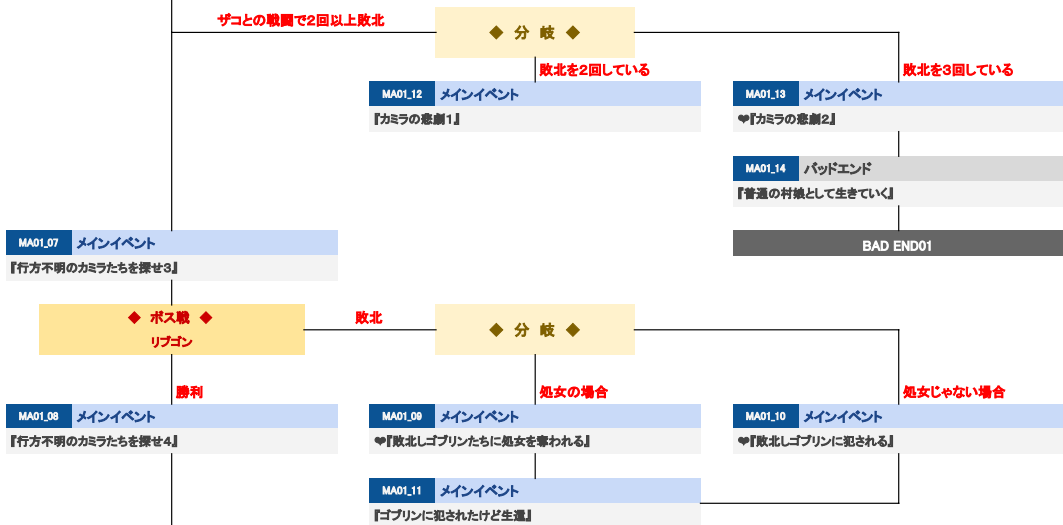 ザコとの戦闘で2回以上敗北
◆ 分 岐 ◆
敗北を2回している
敗北を3回している
MA01_12 メインイベント
『カミラの悲劇1』
MA01_13 メインイベント
❤『カミラの悲劇2』
MA01_14 バッドエンド
『普通の村娘として生きていく』
BAD END01
MA01_07 メインイベント
『行方不明のカミラたちを探せ3』
◆ ボス戦 ◆
リブゴン
敗北
◆ 分 岐 ◆
勝利
処女の場合
処女じゃない場合
MA01_08 メインイベント
『行方不明のカミラたちを探せ4』
MA01_09 メインイベント
❤『敗北しゴブリンたちに処女を奪われる』
MA01_10 メインイベント
❤『敗北しゴブリンに犯される』
MA01_11 メインイベント
『ゴブリンに犯されたけど生還』